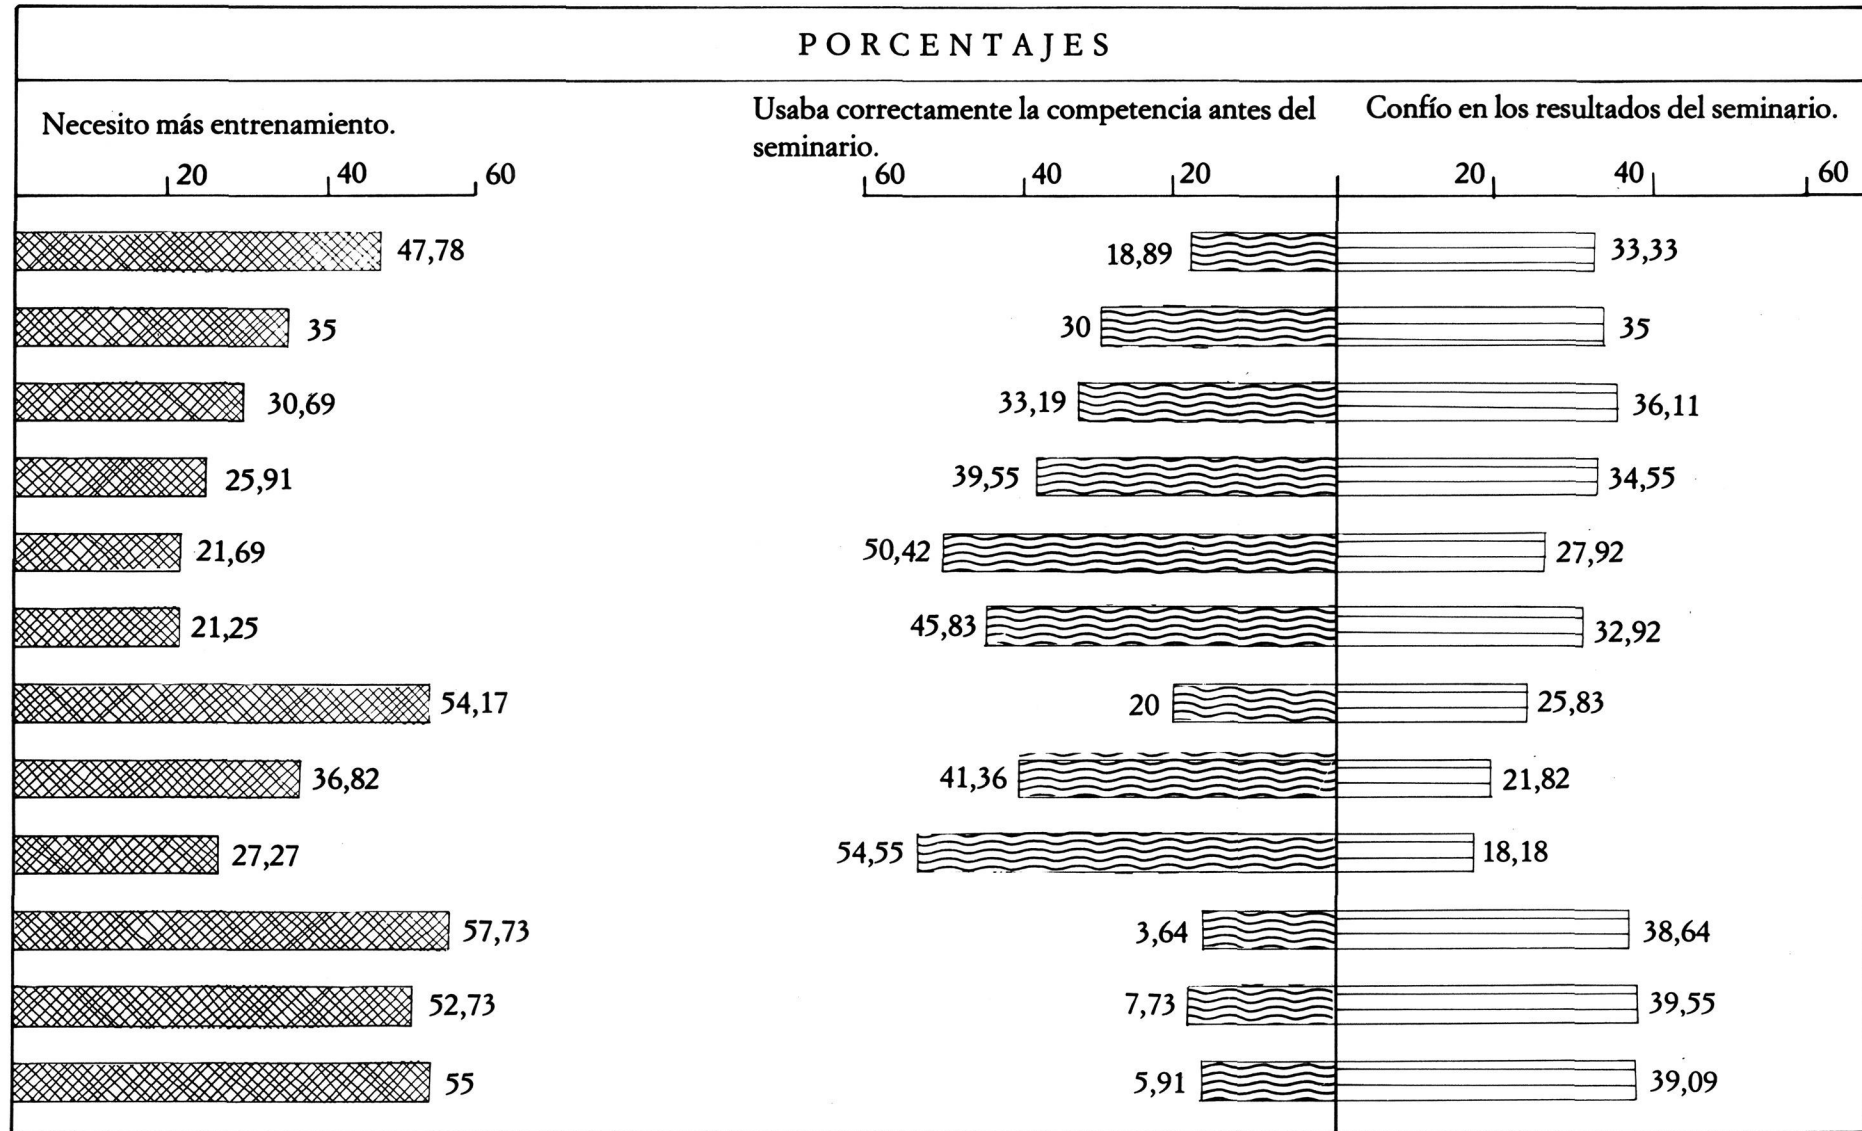 PORCENTAJES
Necesito más entrenamiento.
Usaba correctamente la competencia antes del
seminario.
Confío en los resultados del seminario.
20 40 60
60 40 20
20 40 60
47,78 18,89 33,33
35 30 35
30,69 33,19 36,11
25,91 39,55 34,55
21,69 50,42 27,92
21,25 45,83 32,92
54,17 20 25,83
36,82 41,36 21,82
27,27 54,55 18,18
57,73 3,64 38,64
52,73 7,73 39,55
55 5,91 39,09